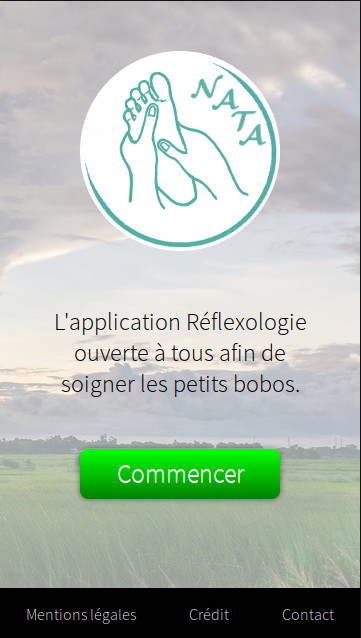 NATA
L'application Réflexologie
ouverte à tous afin de
soigner les petits bobos.
Commencer
Mentions légales Crédit Contact